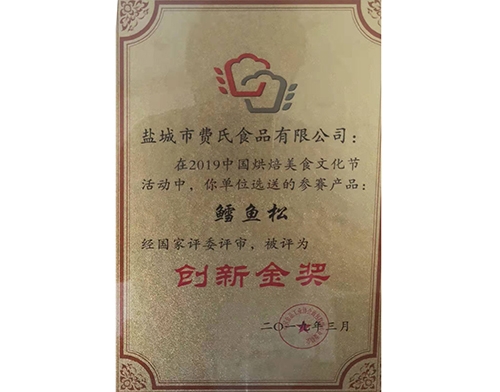 盐城市费氏食品有限公司：
在2019中国烘焙美食文化节
活动中，你单位选送的参赛产品：
鳕鱼松
经国家评委评审，被评为
创新金奖
二〇一 年三月